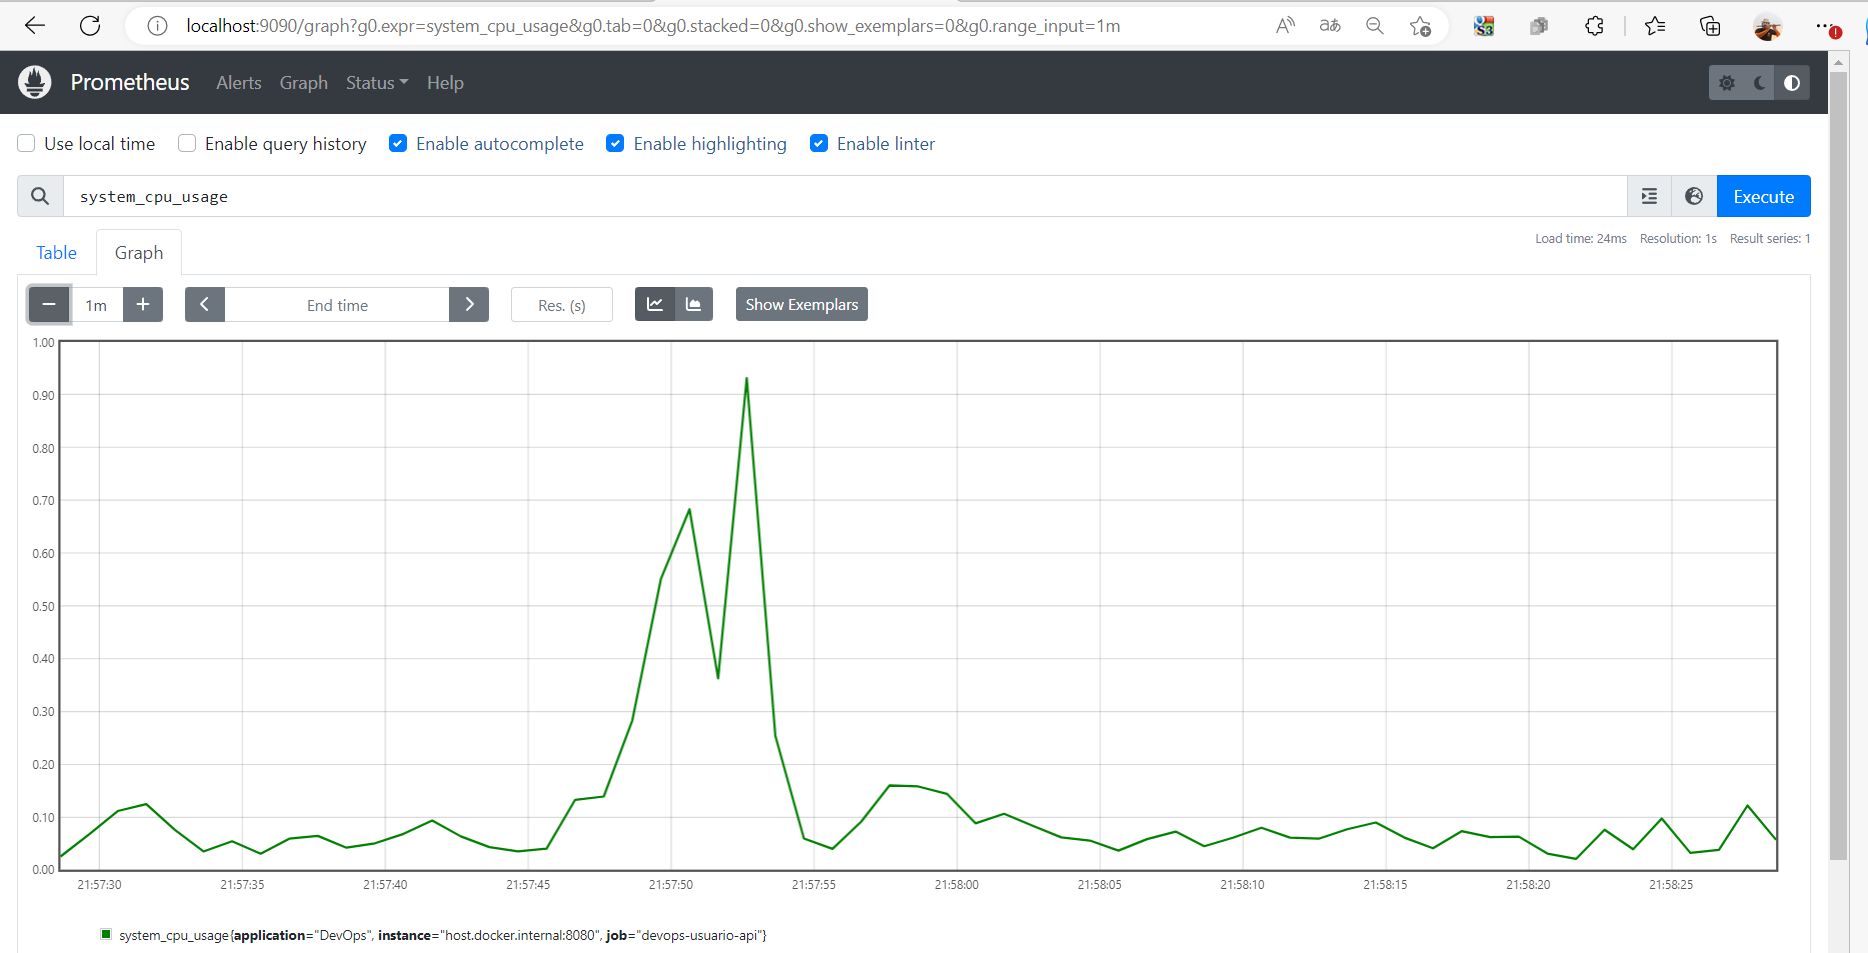 localhost:9090/graph?g0.expr=system_cpu_usage&g0.tab=0&g0.stacked=0&g0.show_exemplars=0&g0.range_input=1m
Prometheus Alerts Graph Status Help
Use local time Enable query history Enable autocomplete Enable highlighting Enable linter
system_cpu_usage Execute
Load time: 24ms Resolution: 1s Result series: 1
Table Graph
1m End time Res. (s) Show Exemplars
1.00
0.90
0.80
0.70
0.60
0.50
0.40
0.30
0.20
0.10
0.00
21:57:30 21:57:35 21:57:40 21:57:45 21:57:50 21:57:55 21:58:00 21:58:05 21:58:10 21:58:15 21:58:20 21:58:25
system_cpu_usage{application="DevOps", instance="host.docker.internal:8080", job="devops-usuario-api"}